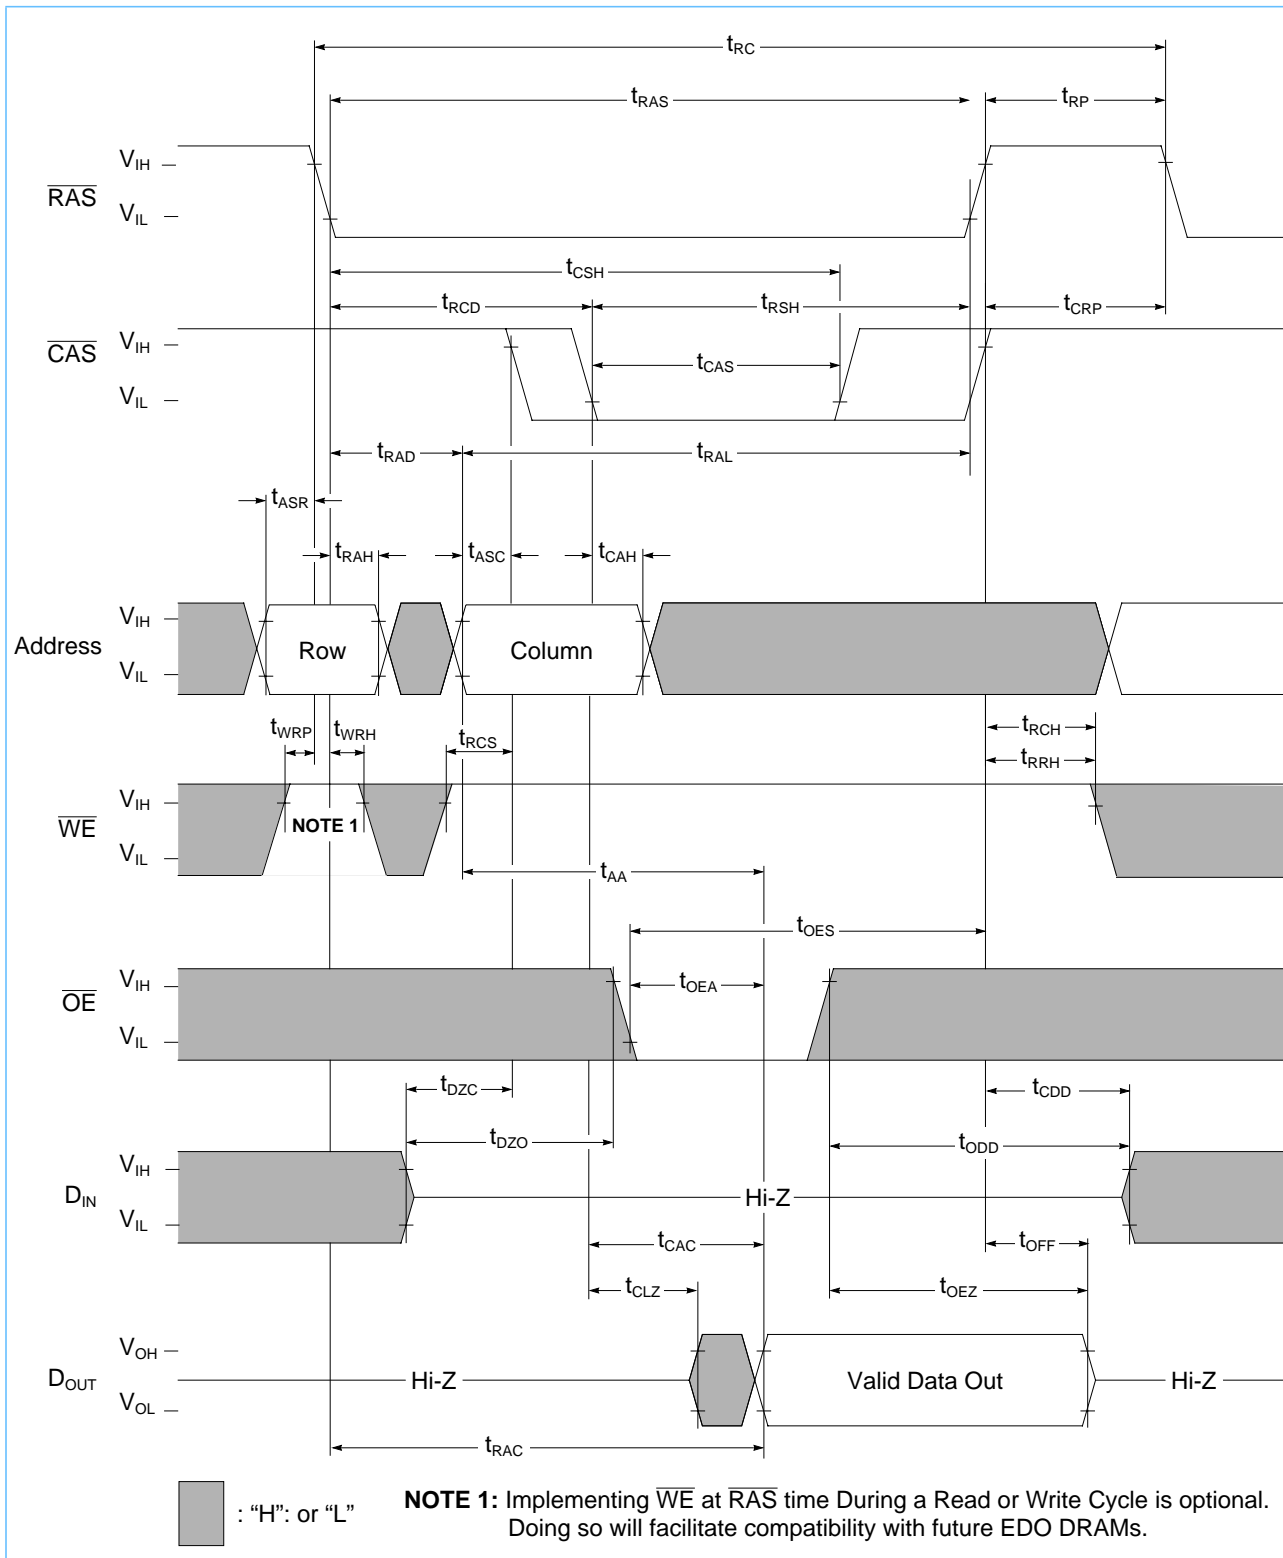 tRC
tRAS
tRP
VIH
RAS
VIL
tCSH
tRCD
tRSH
tCRP
VIH
CAS
tCAS
VIL
tRAD
tRAL
tASR
tRAH
tASC
tCAH
VIH
Address
Row
Column
VIL
tWRP
tWRH
tRCS
tRCH
tRRH
VIH
WE
NOTE 1
VIL
tAA
tOES
VIH
OE
tOEA
VIL
tDZC
tCDD
tDZO
tODD
VIH
DIN
Hi-Z
VIL
tCAC
tOFF
tCLZ
tOEZ
VOH
DOUT
Hi-Z
Valid Data Out
Hi-Z
VOL
tRAC
: “H”: or “L”
NOTE 1: Implementing WE at RAS time During a Read or Write Cycle is optional.
Doing so will facilitate compatibility with future EDO DRAMs.